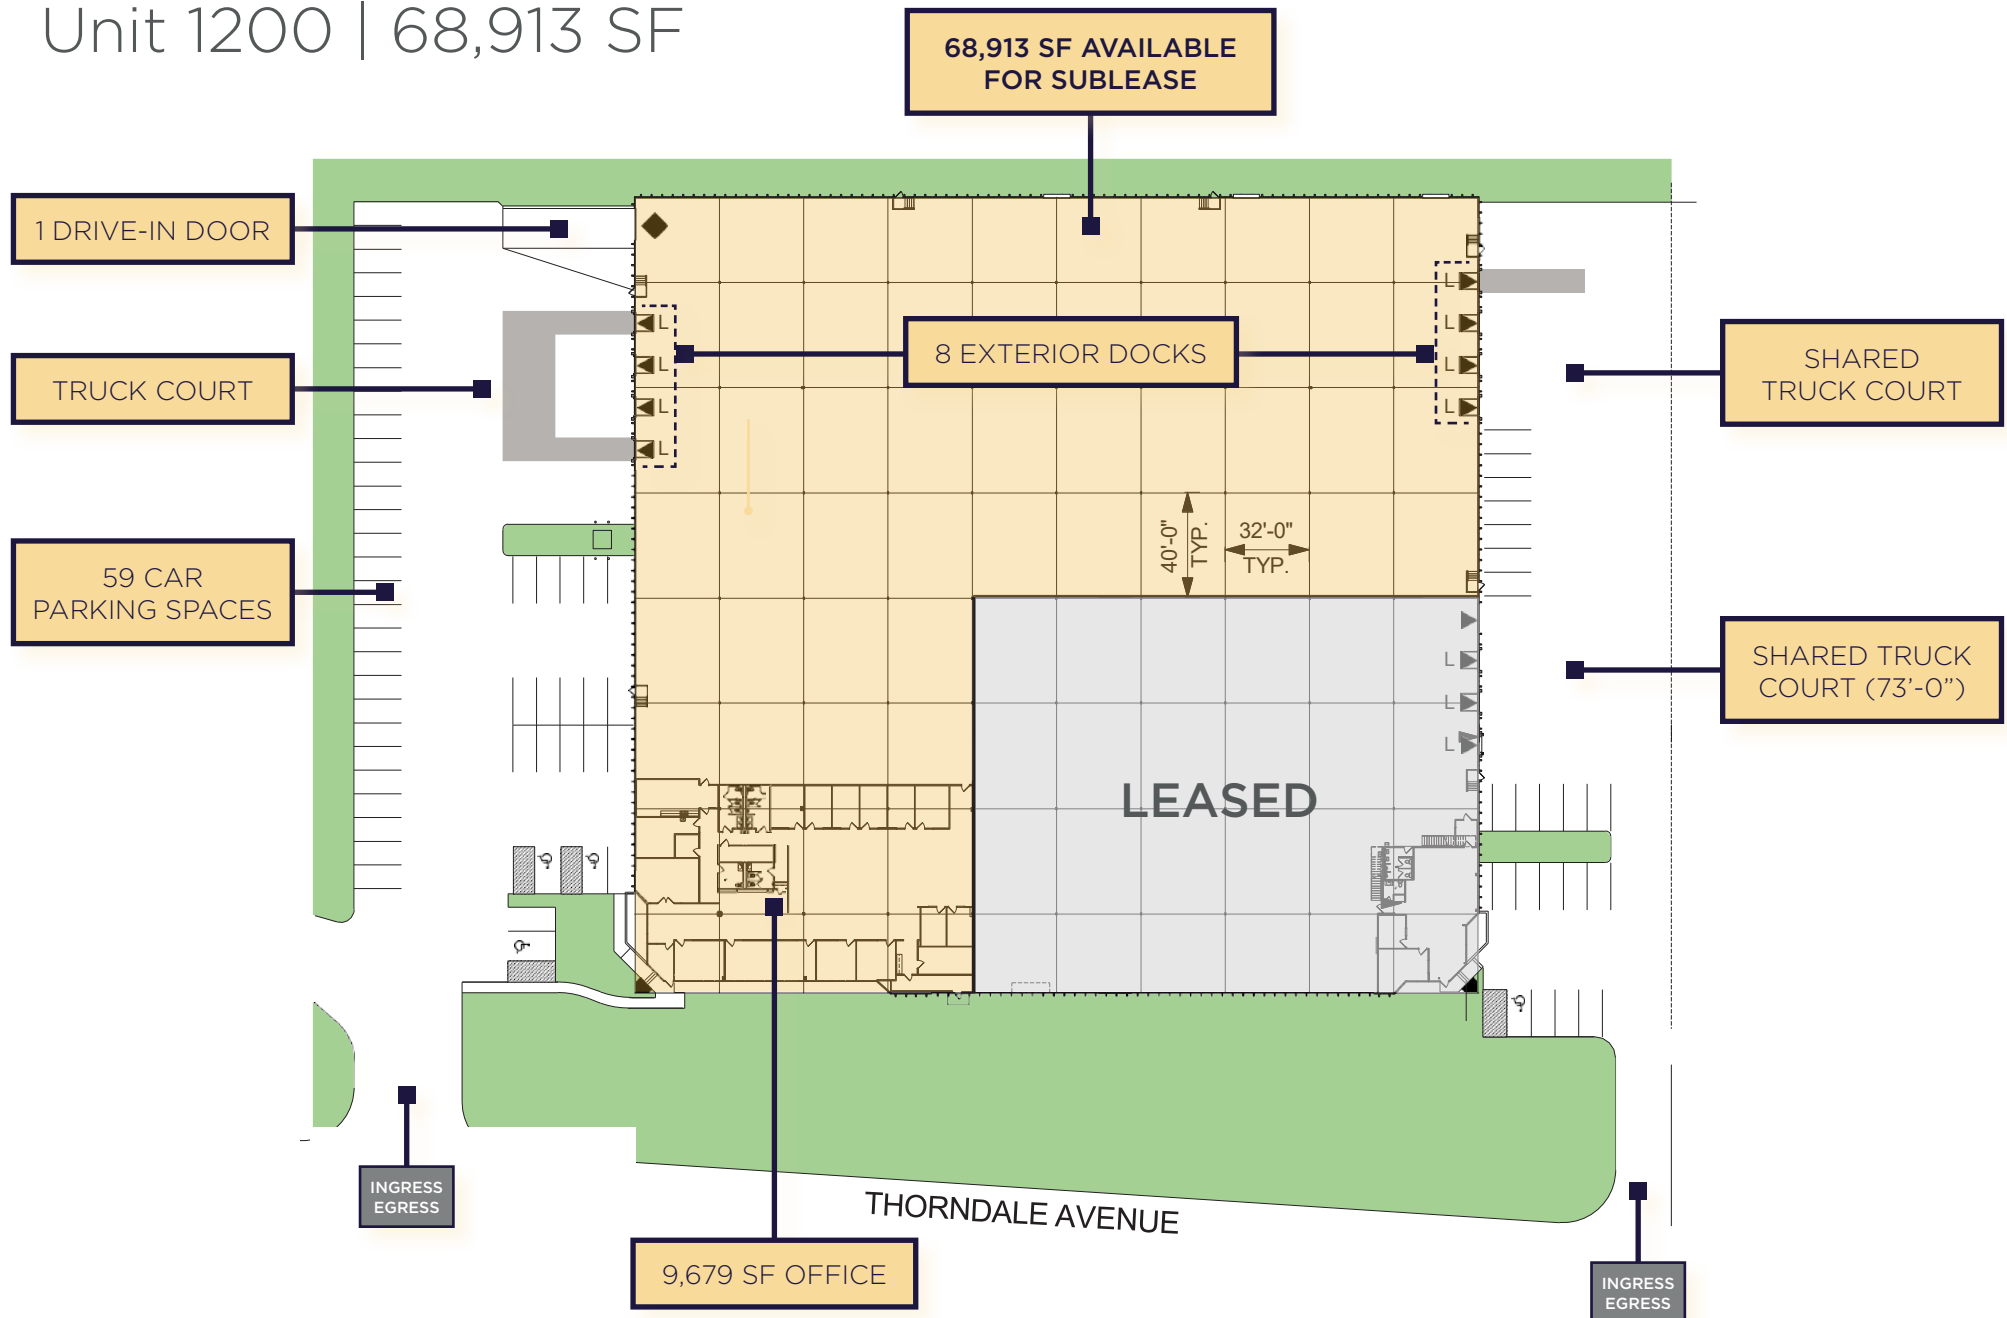 Unit 1200 | 68,913 SF
68,913 SF AVAILABLE
FOR SUBLEASE
1 DRIVE-IN DOOR
TRUCK COURT
59 CAR
PARKING SPACES
8 EXTERIOR DOCKS
L
L
L
L
L
L
L
L
SHARED
TRUCK COURT
40'-0"
TYP.
32'-0"
TYP.
SHARED TRUCK
COURT (73’-0”)
L
L
L
LEASED
INGRESS
EGRESS
THORNDALE AVENUE
9,679 SF OFFICE
INGRESS
EGRESS